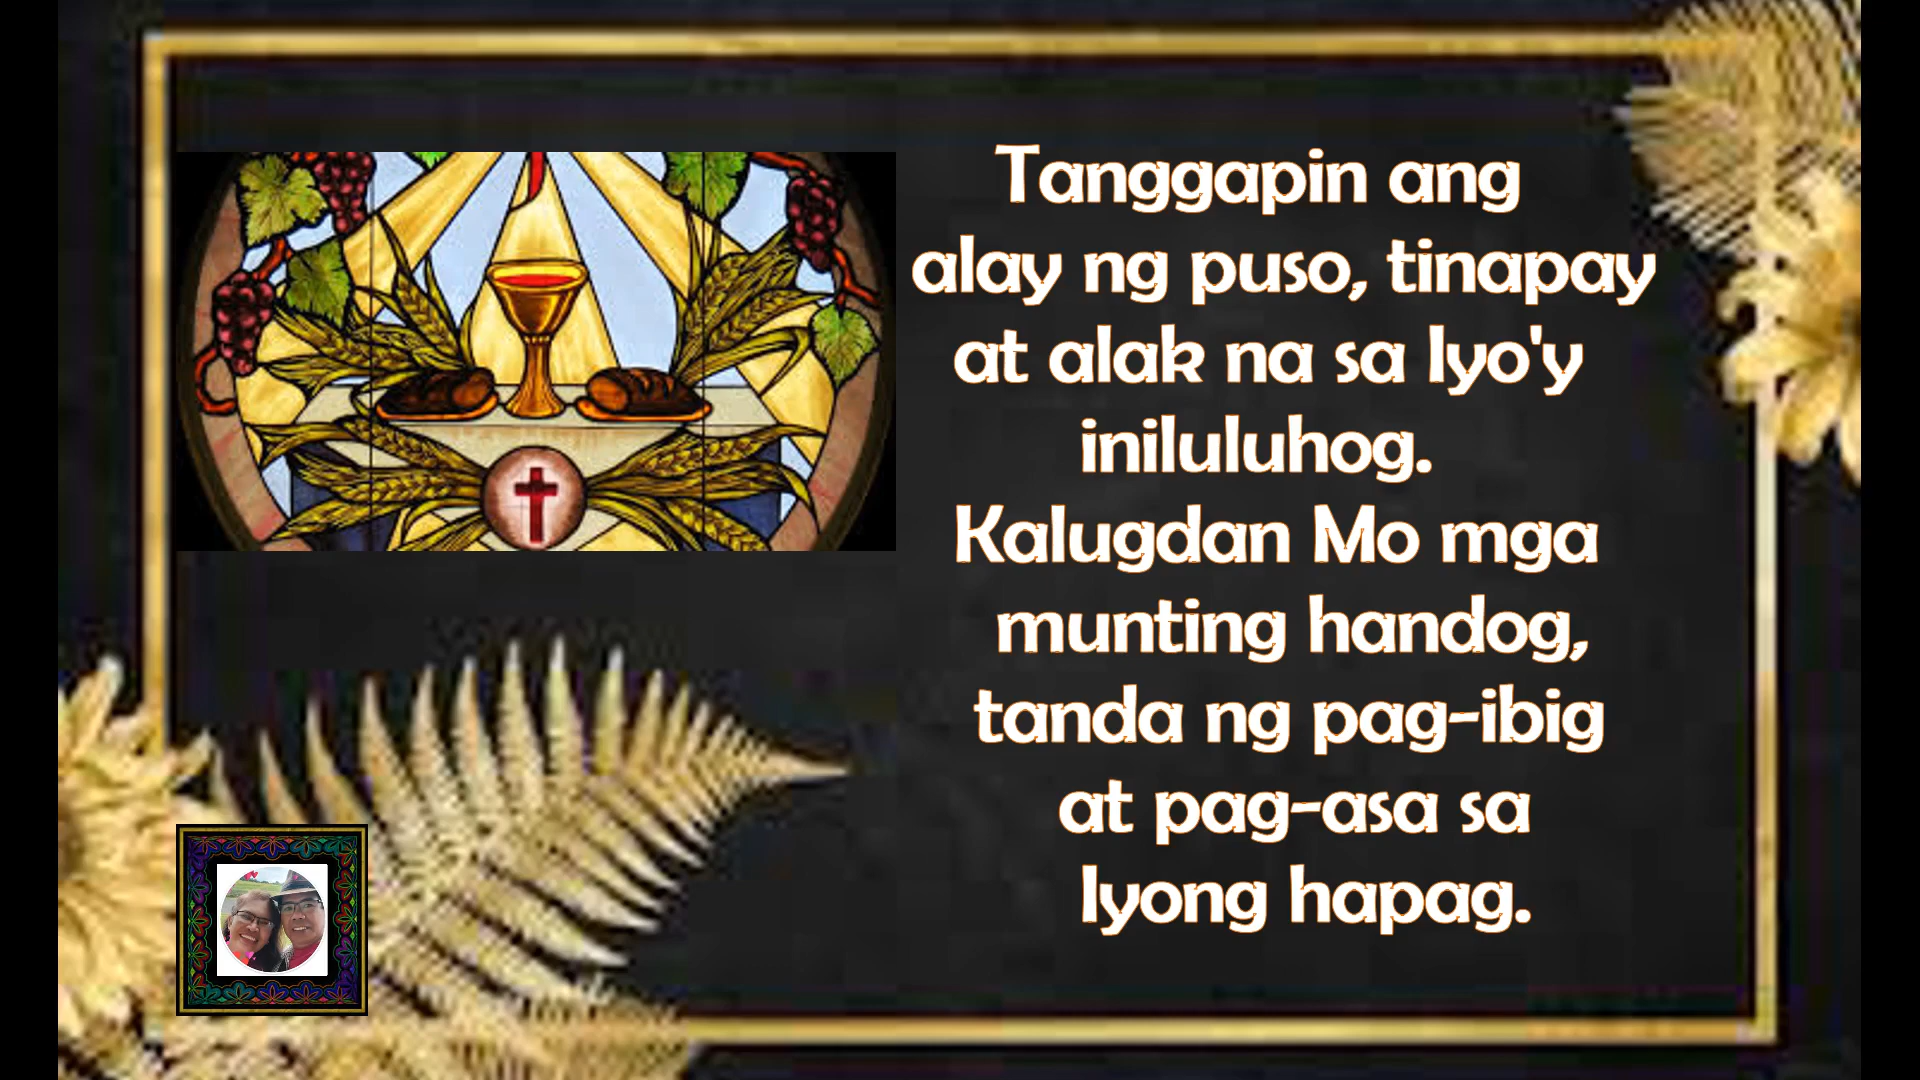 Tanggapin ang
alay ng puso, tinapay
at alak na sa Iyo'y
iniluluhog.
Kalugdan Mo mga
munting handog,
tanda ng pag-ibig
at pag-asa sa
Iyong hapag.